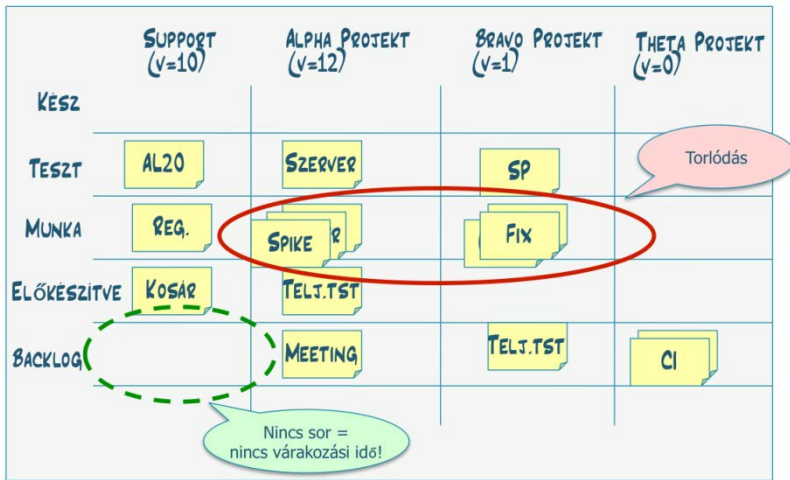 SUPPORT
(V=10)
ALPHA PROJEKT
(V=12)
BRAVO PROJEKT
(V=1)
THETA PROJEKT
(V=0)
KÉSZ
TESZT
AL20
SZERVER
SP
Torlódás
MUNKA
REG.
SPIKE
R
FIX
ELŐKÉSZÍTVE
KOSÁR
TELJ.TST
BACKLOG
MEETING
TELJ.TST
CI
Nincs sor =
nincs várakozási idő!